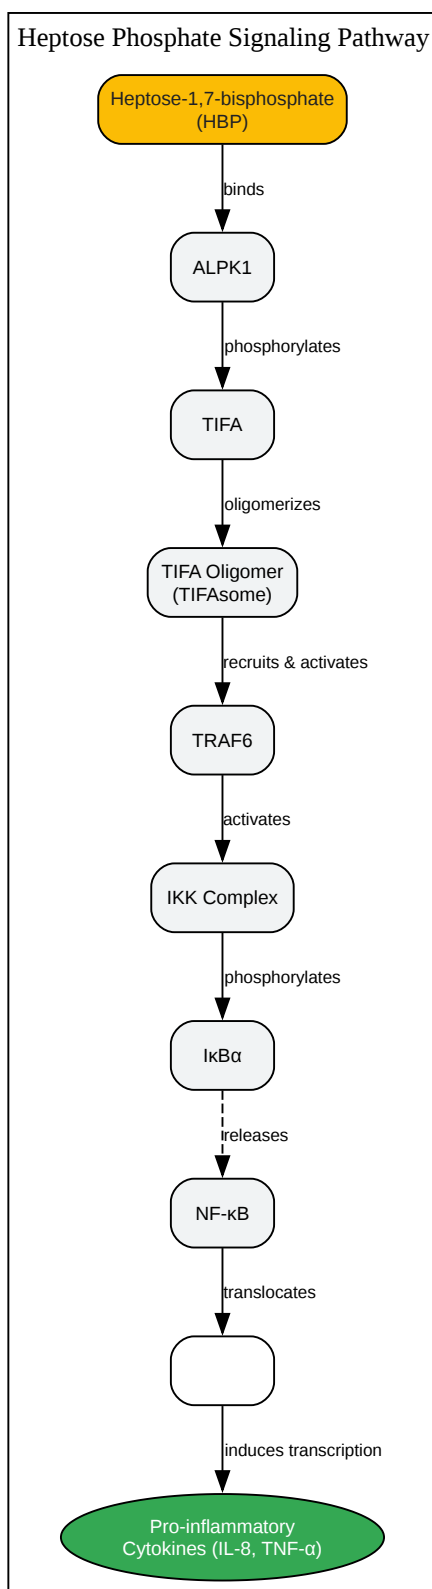 Heptose Phosphate Signaling Pathway
Heptose-1,7-bisphosphate
(HBP)
binds
ALPK1
phosphorylates
TIFA
oligomerizes
TIFA Oligomer
(TIFAsome)
recruits & activates
TRAF6
activates
IKK Complex
phosphorylates
IκBα
releases
NF-κB
translocates
induces transcription
Pro-inflammatory
Cytokines (IL-8, TNF-α)